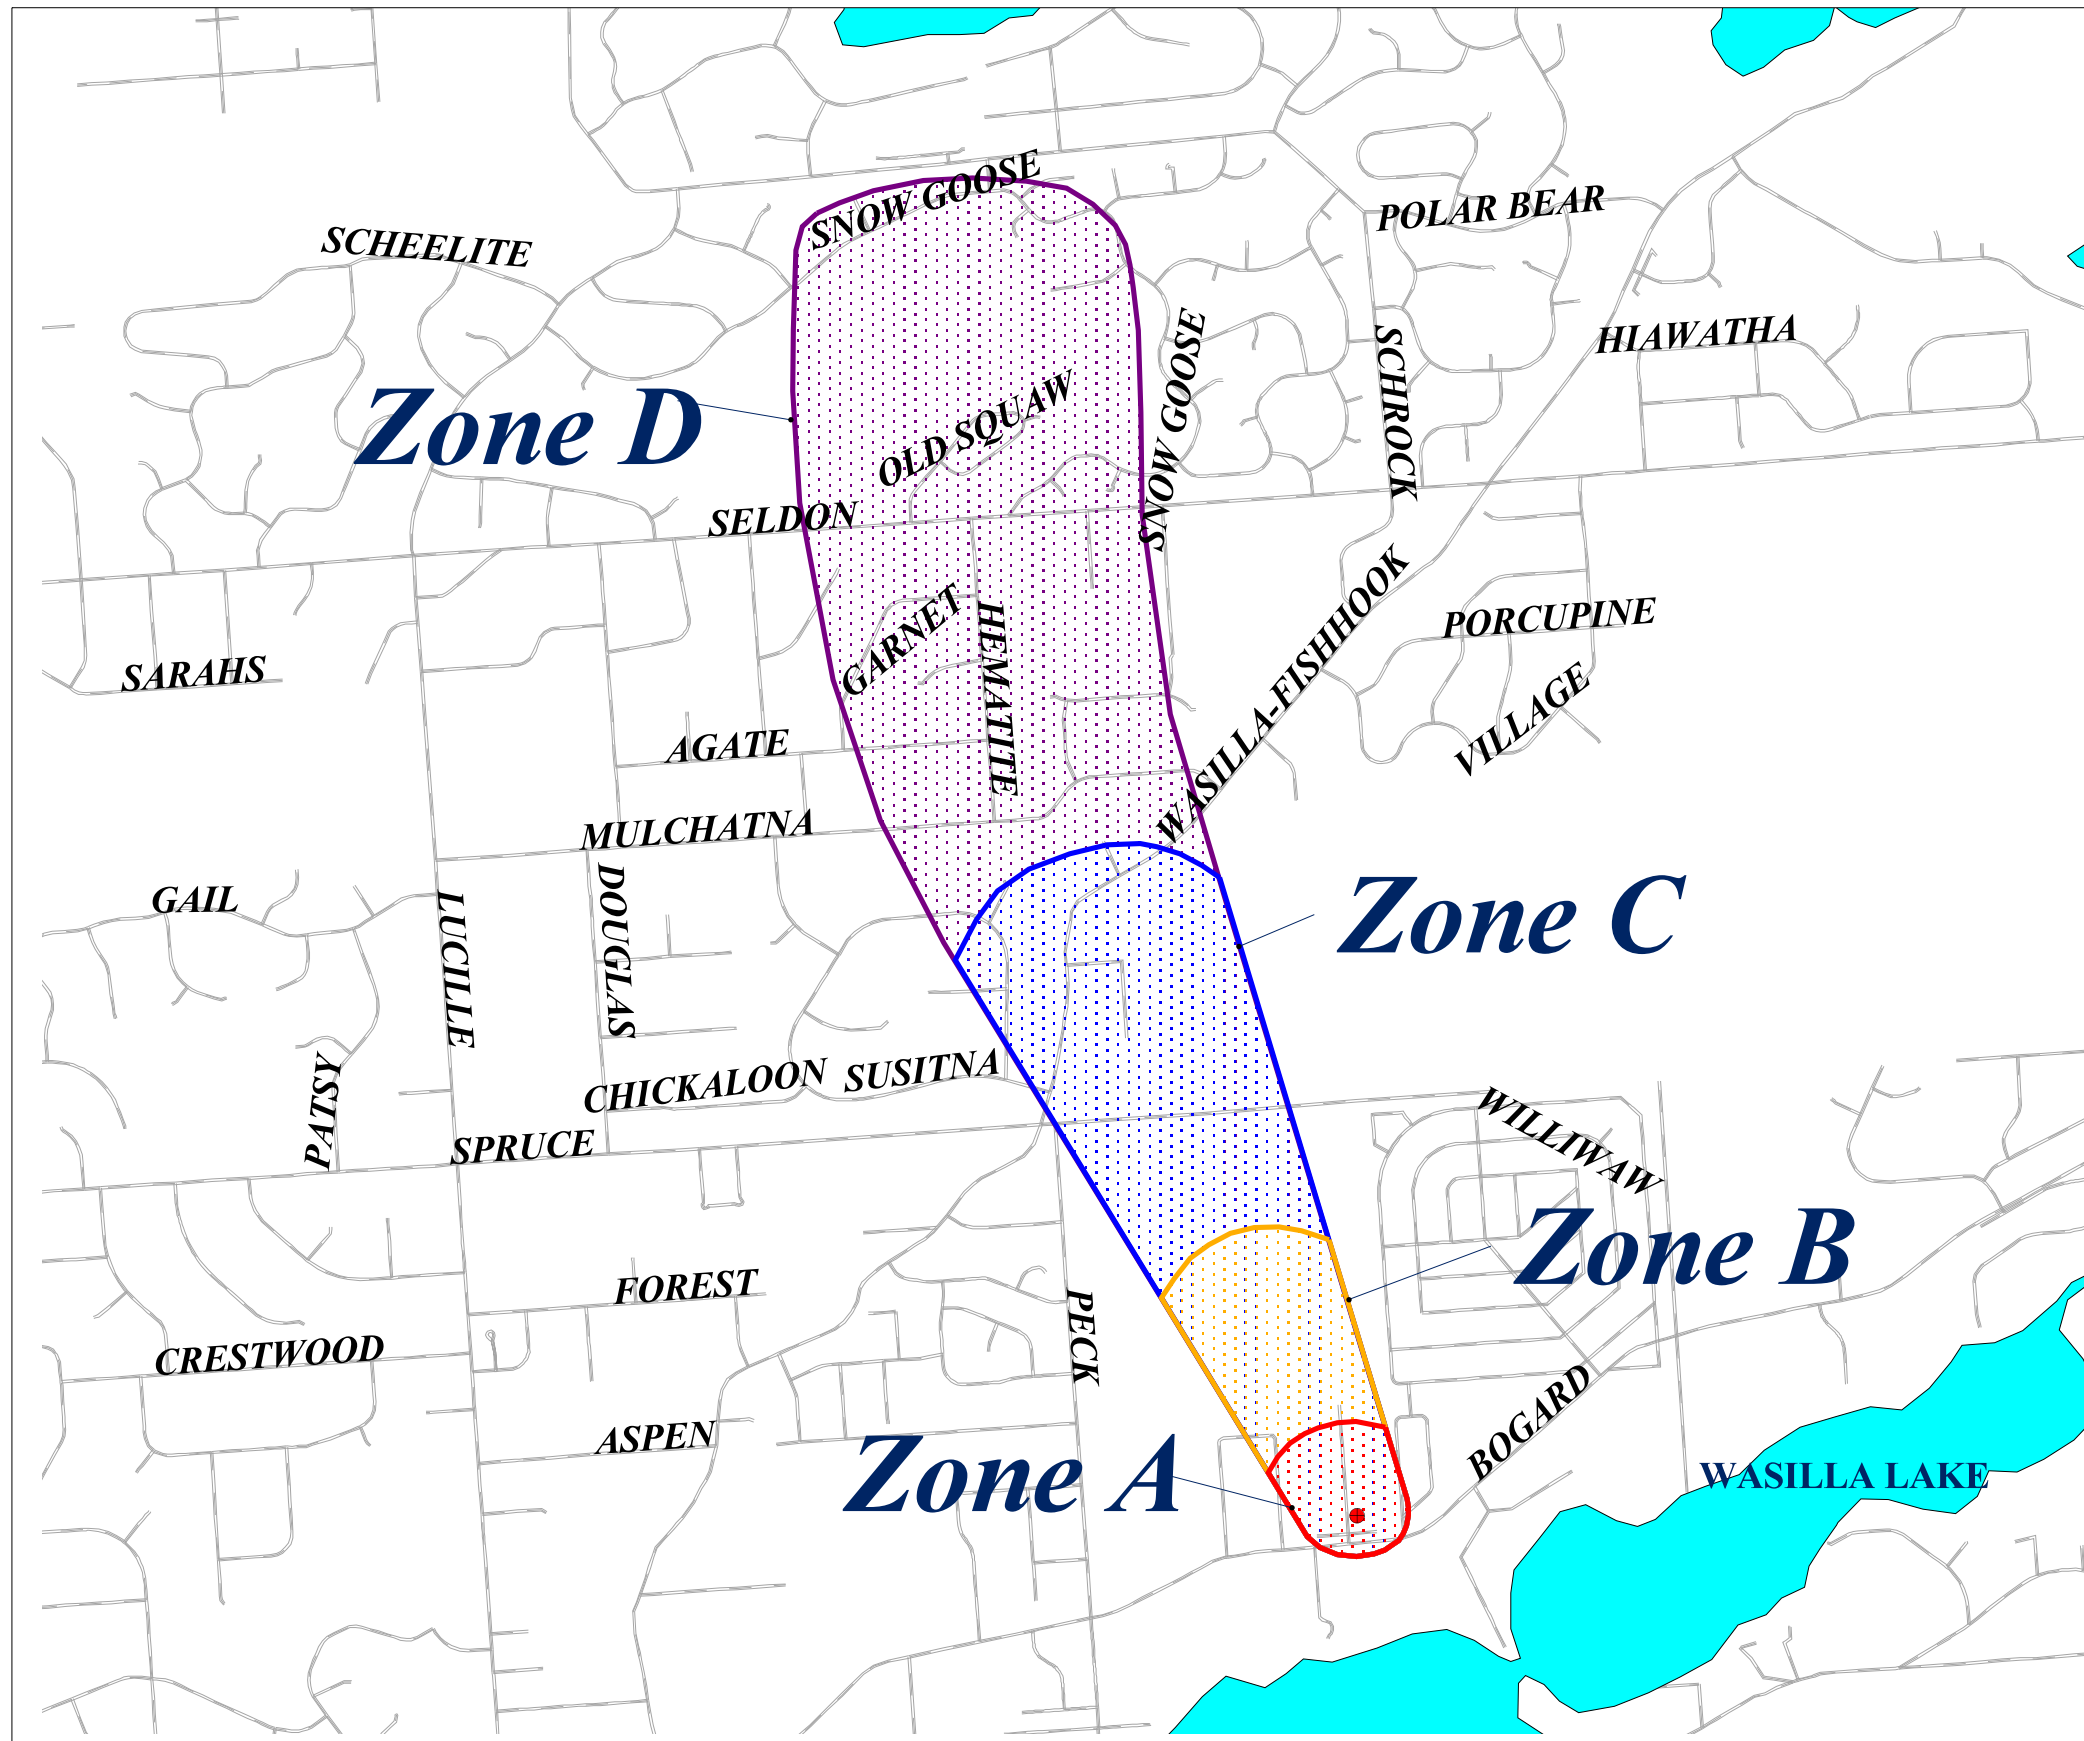 SNOW GOOSE
POLAR BEAR
SCHEELITE
HIAWATHA
SNOW GOOSE
SCHROCK
Zone D
OLD SQUAW
SELDON
GARNET
HEMATITE
WASILLA-FISHHOOK
PORCUPINE
SARAHS
VILLAGE
AGATE
MULCHATNA
GAIL
LUCILLE
DOUGLAS
Zone C
PATSY
CHICKALOON
SUSITNA
WILLIWAW
SPRUCE
Zone B
FOREST
PECK
CRESTWOOD
BOGARD
ASPEN
Zone A
WASILLA LAKE